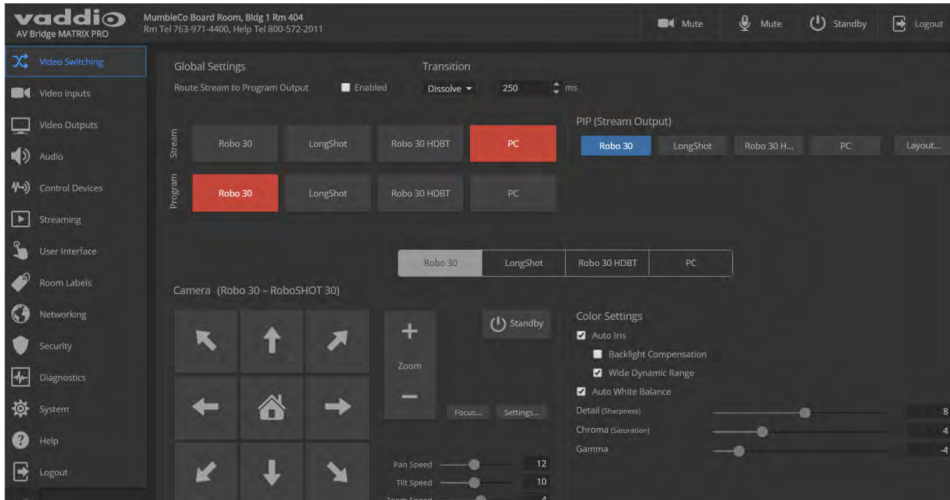 vaddio
AV Bridge MATRIX PRO
MumbleCo Board Room, Bldg 1 Rm 404
Rm Tel 763-971-4400, Help Tel 800-572-2011
Mute
Mute
Standby
Logout
Video Switching
Video Inputs
Video Outputs
Audio
Control Devices
Streaming
User Interface
Room Labels
Networking
Security
Diagnostics
System
Help
Logout
Global Settings
Transition
Route Stream to Program Output
Enabled
Dissolve
250
ms
PIP (Stream Output)
Stream
Robo 30
LongShot
Robo 30 HDBT
PC
Robo 30
LongShot
Robo 30 H...
PC
Layout...
Program
Robo 30
LongShot
Robo 30 HDBT
PC
Robo 30
LongShot
Robo 30 HDBT
PC
Camera (Robo 30 – RoboSHOT 30)
+
Zoom
−
Standby
Focus...
Settings...
Pan Speed
12
Tilt Speed
10
Zoom Speed
4
Color Settings
Auto Iris
Backlight Compensation
Wide Dynamic Range
Auto White Balance
Detail (Sharpness)
8
Chroma (Saturation)
4
Gamma
-4